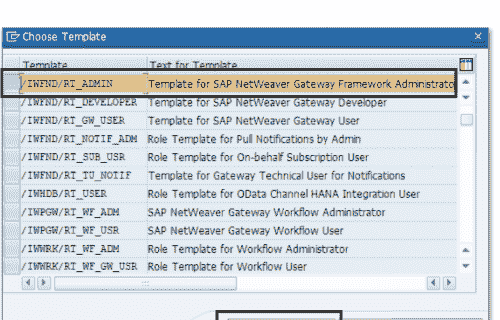 Choose Template
Template Text for Template
/IWFND/RT_ADMIN Template for SAP NetWeaver Gateway Framework Administrato
/IWFND/RT_DEVELOPER Template for SAP NetWeaver Gateway Developer
/IWFND/RT_GW_USER Template for SAP NetWeaver Gateway User
/IWFND/RT_NOTIF_ADM Role Template for Pull Notifications by Admin
/IWFND/RT_SUB_USR Role Template for On-behalf Subscription User
/IWFND/RT_TU_NOTIF Template for Gateway Technical User for Notifications
/IWHDB/RT_USER Role Template for OData Channel HANA Integration User
/IWPGW/RT_WF_ADM SAP NetWeaver Gateway Workflow Administrator
/IWPGW/RT_WF_USR SAP NetWeaver Gateway Workflow User
/IWWRK/RT_WF_ADM Role Template for Workflow Administrator
/IWWRK/RT_WF_GW_USR Role Template for Workflow User